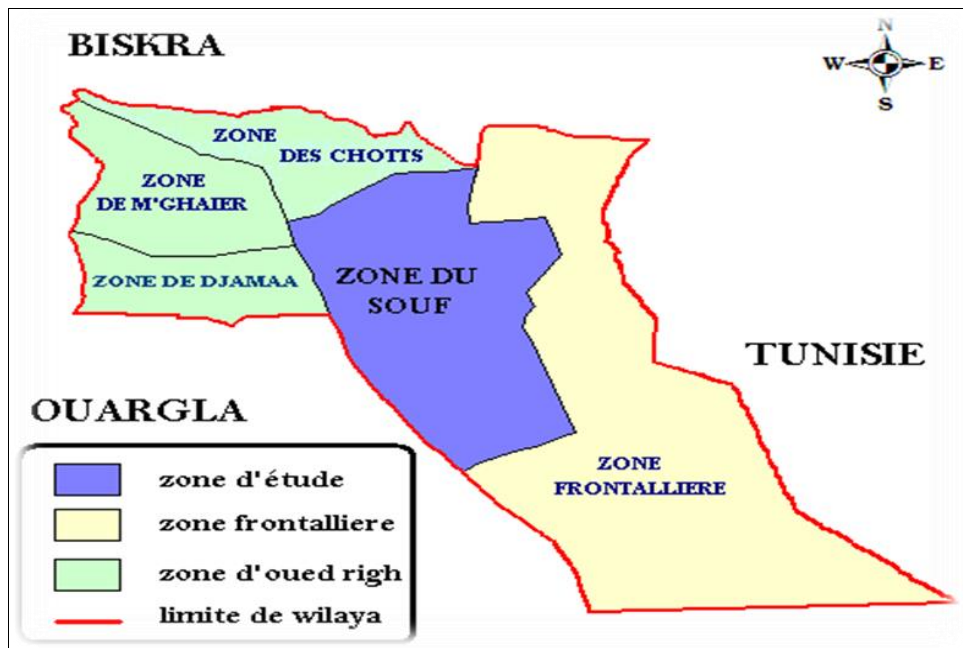 BISKRA
N
W E
S
ZONE
DES CHOTTS
ZONE
DE M'GHAIER
ZONE DE DJAMAA
ZONE DU
SOUF
TUNISIE
OUARGLA
ZONE
FRONTALLIERE
zone d'étude
zone frontalliere
zone d'oued righ
limite de wilaya